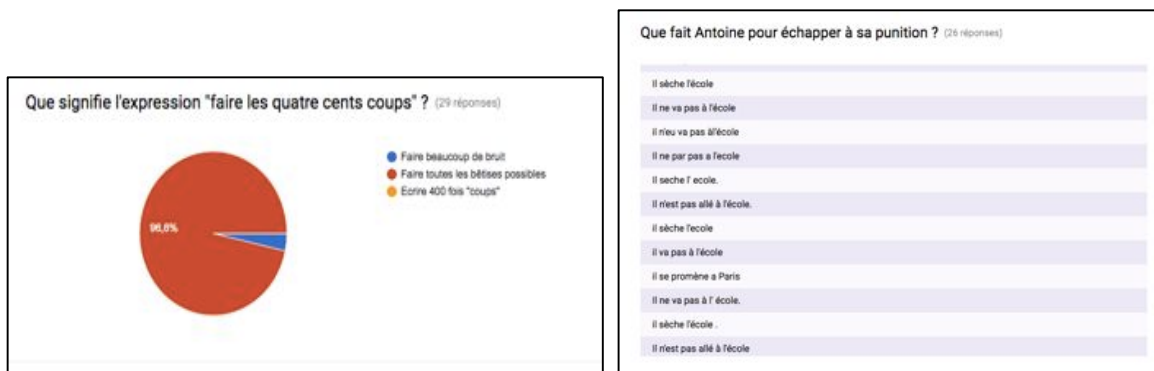 Que signifie l'expression "faire les quatre cents coups" ? (29 réponses)
Faire beaucoup de bruit
Faire toutes les bêtises possibles
Ecrire 400 fois "coups"
96,6%
Que fait Antoine pour échapper à sa punition ? (26 réponses)
Il sèche l'école
Il ne va pas à l'école
il n'eu va pas àl'école
Il ne par pas a l'ecole
Il seche l' ecole.
Il n'est pas allé à l'école.
il sèche l'ecole
il va pas à l'école
il se promène a Paris
Il ne va pas à l' école.
il sèche l'école .
Il n'est pas allé à l'école